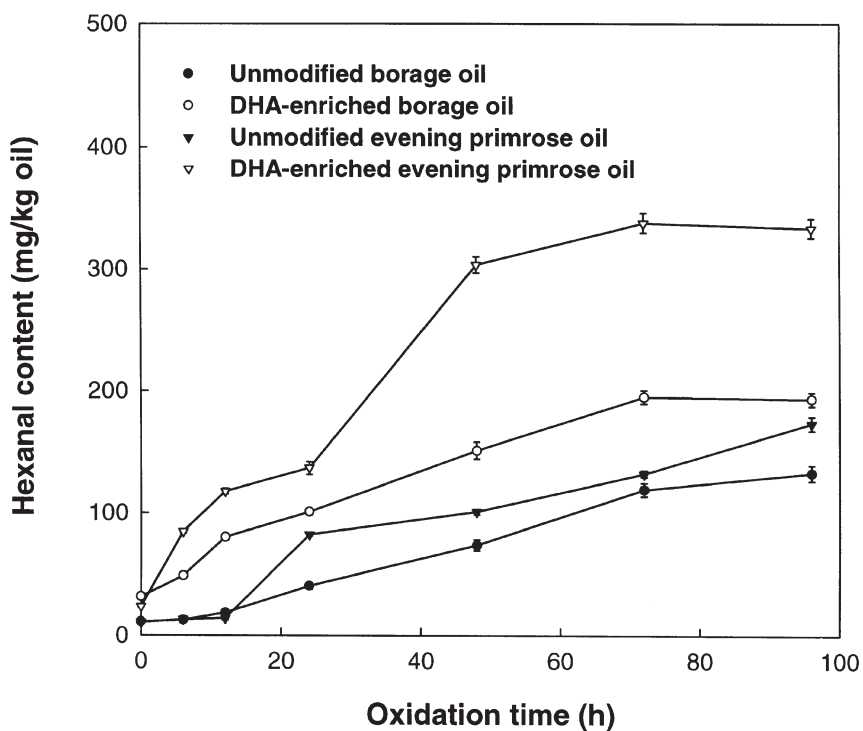 500
400
300
200
100
0
Hexanal content (mg/kg oil)
Unmodified borage oil
DHA-enriched borage oil
Unmodified evening primrose oil
DHA-enriched evening primrose oil
0 20 40 60 80 100
Oxidation time (h)